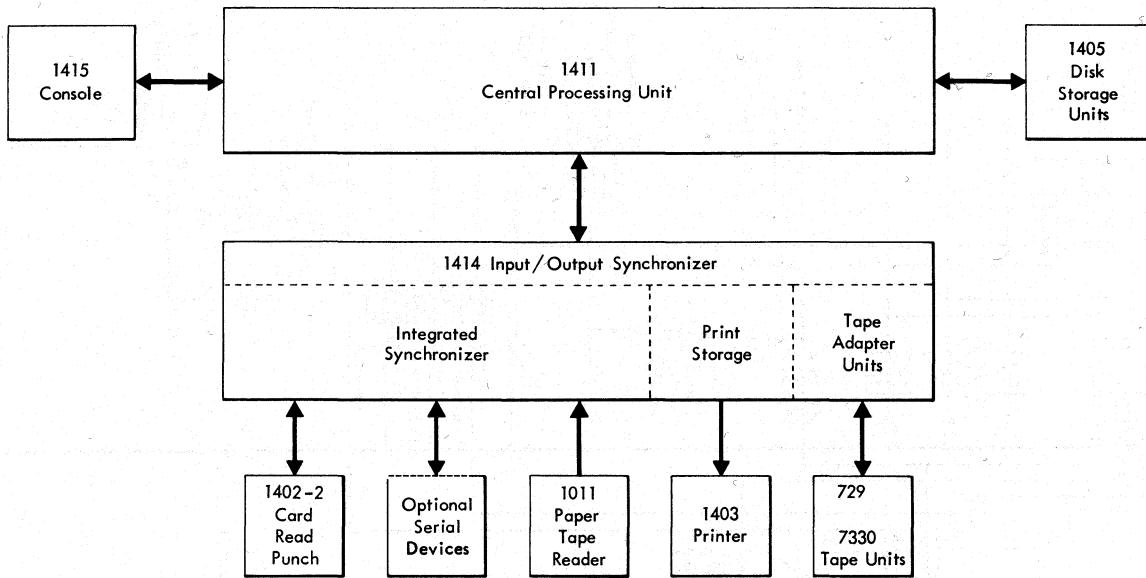 1415
Console
1411
Central Processing Unit
1405
Disk
Storage
Units
1414 Input/Output Synchronizer
Integrated
Synchronizer
Print
Storage
Tape
Adapter
Units
1402-2
Card
Read
Punch
Optional
Serial
Devices
1011
Paper
Tape
Reader
1403
Printer
729
7330
Tape Units